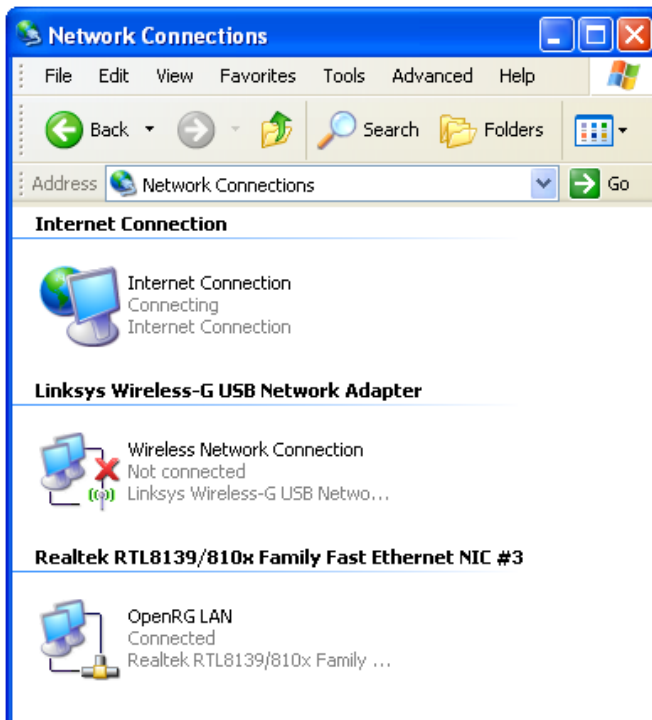 Network Connections
File Edit View Favorites Tools Advanced Help
Back Search Folders
Address Network Connections Go
Internet Connection
Internet Connection
Connecting
Internet Connection
Linksys Wireless-G USB Network Adapter
Wireless Network Connection
Not connected
Linksys Wireless-G USB Netwo...
Realtek RTL8139/810x Family Fast Ethernet NIC #3
OpenRG LAN
Connected
Realtek RTL8139/810x Family ...